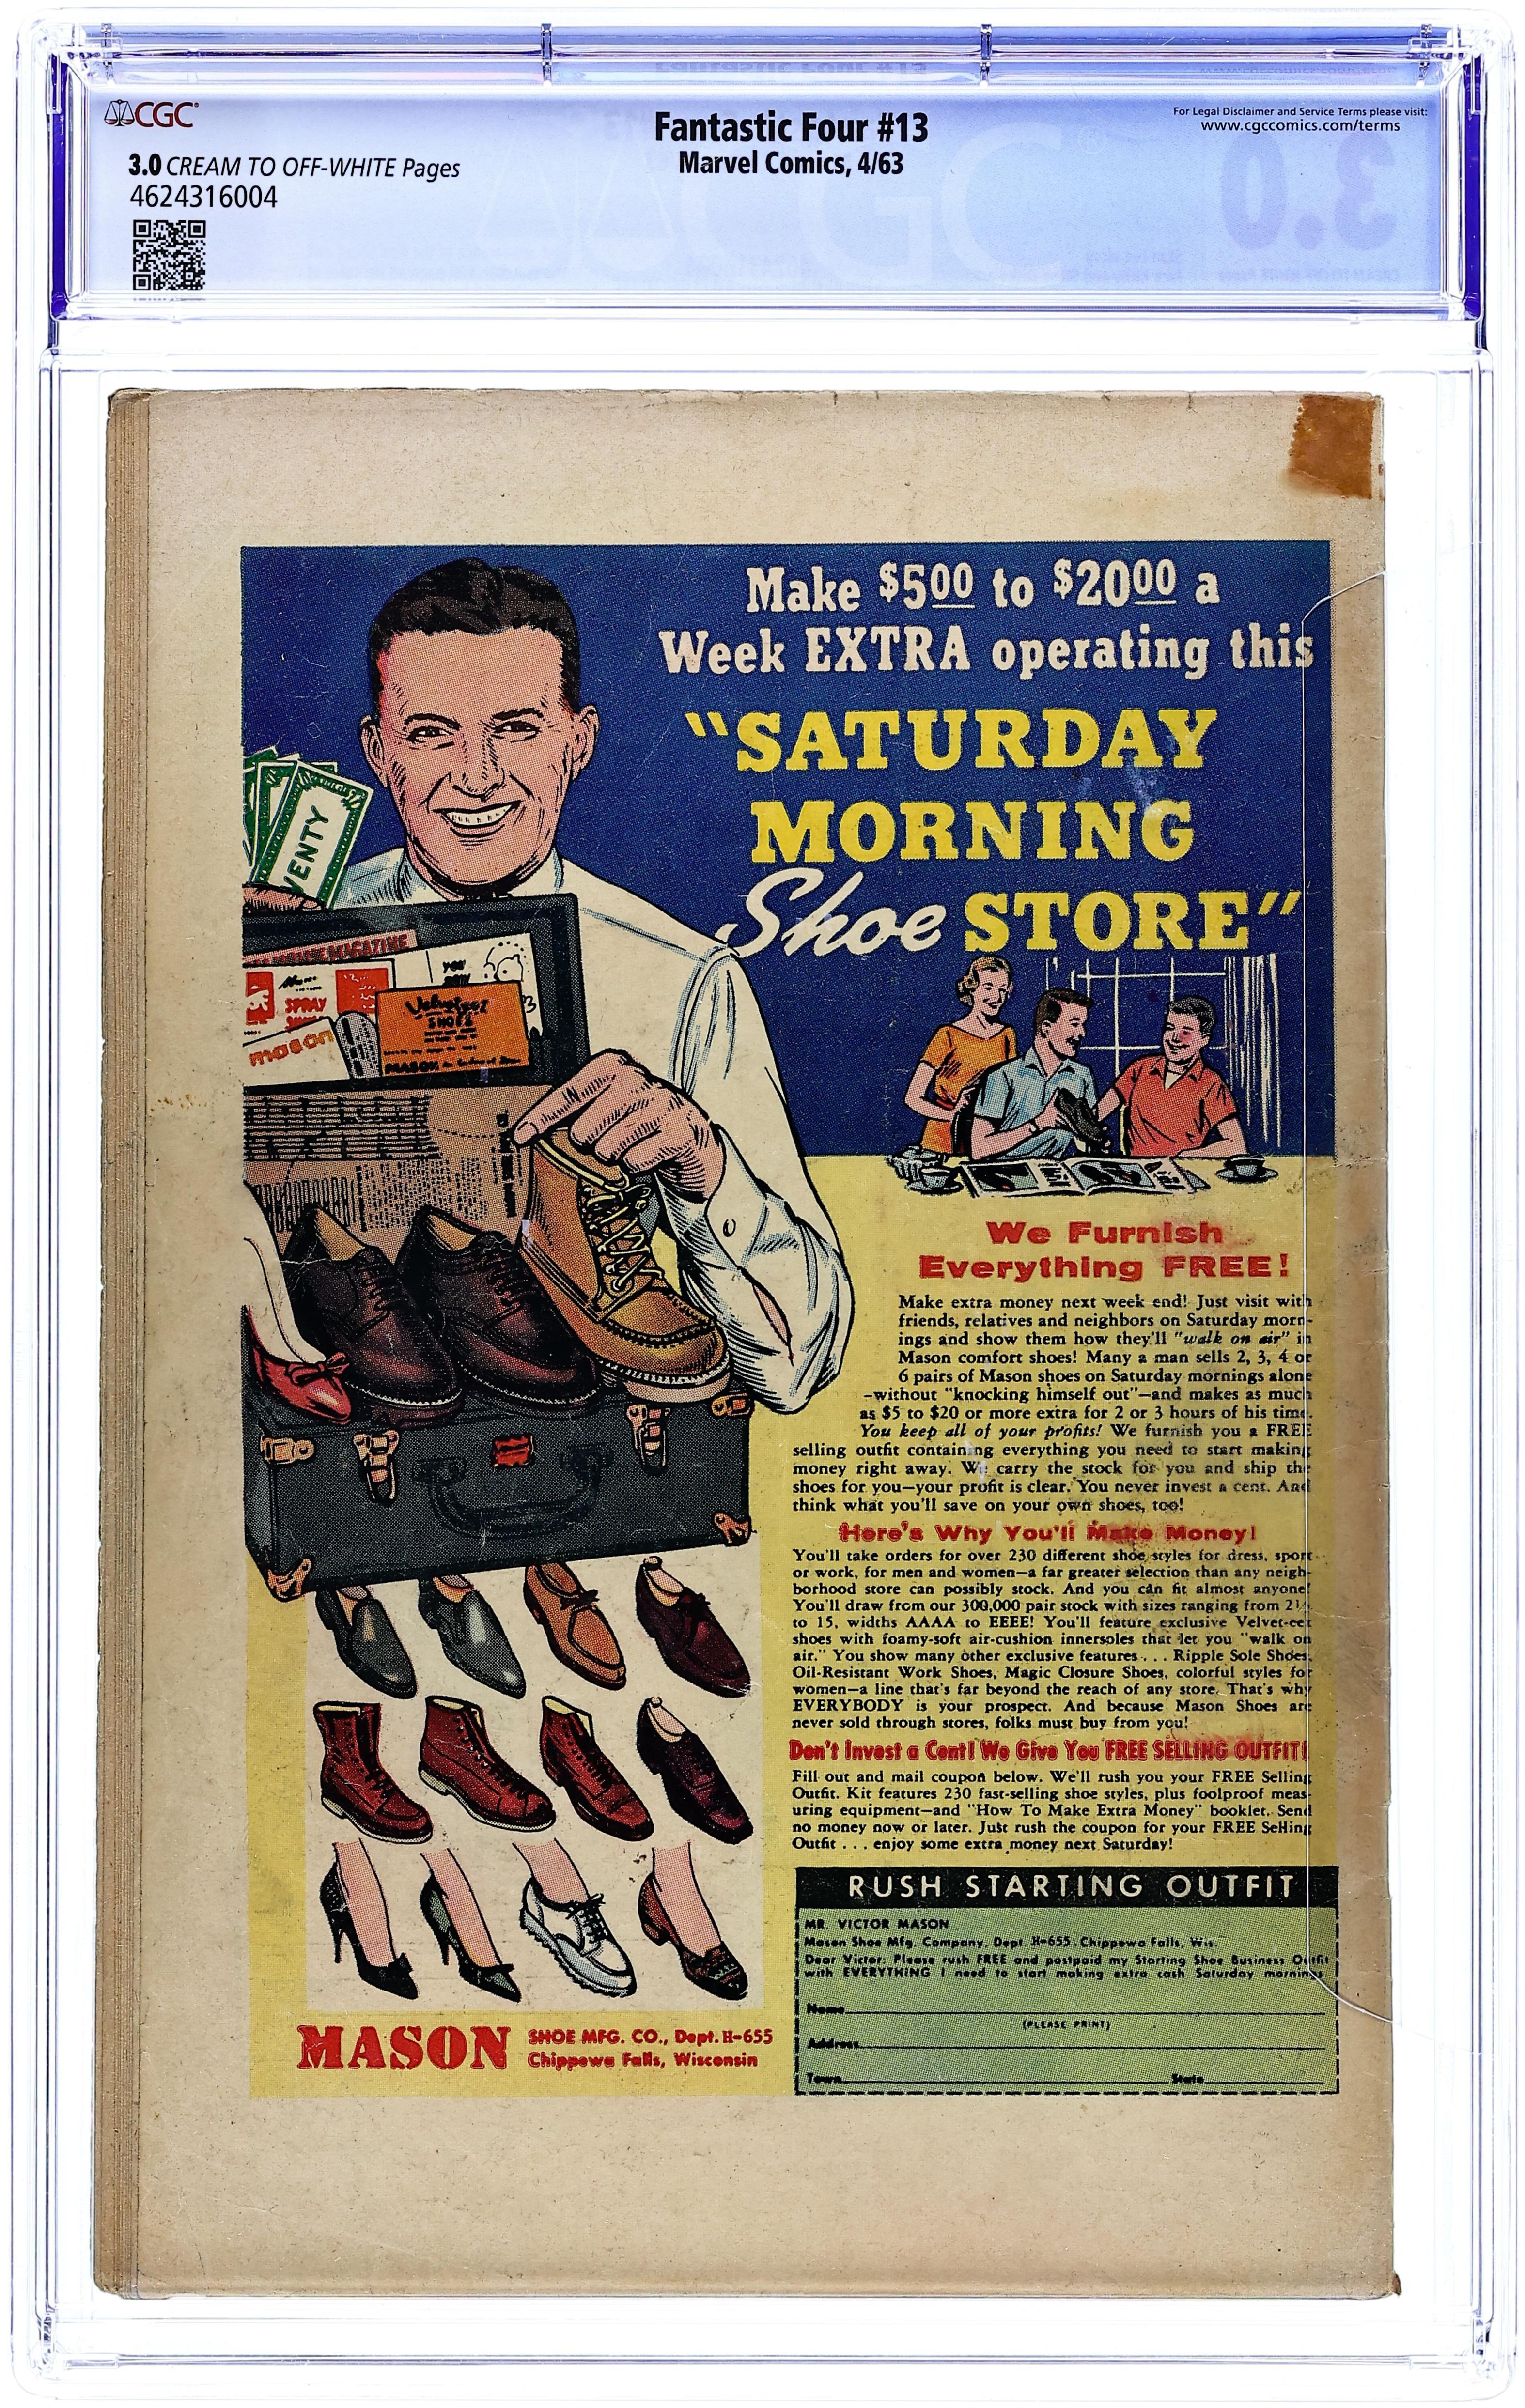 CGC
3.0 CREAM TO OFF-WHITE Pages
4624316004
Fantastic Four #13
Marvel Comics, 4/63
For Legal Disclaimer and Service Terms please visit:
www.cgccomics.com/terms
Make $5.00 to $20.00 a
Week EXTRA operating this
"SATURDAY
MORNING
Shoe STORE"
VENTY
MAGAZINE
SPRAY
mason
Velveteez
SHOES
MASON
We Furnish
Everything FREE!
Make extra money next week end! Just visit with
friends, relatives and neighbors on Saturday morn-
ings and show them how they'll "walk on air" in
Mason comfort shoes! Many a man sells 2, 3, 4 or
6 pairs of Mason shoes on Saturday mornings alone
—without "knocking himself out"—and makes as much
as $5 to $20 or more extra for 2 or 3 hours of his time.
You keep all of your profits! We furnish you a FREE
selling outfit containing everything you need to start making
money right away. We carry the stock for you and ship the
shoes for you—your profit is clear. You never invest a cent. And
think what you'll save on your own shoes, too!
Here's Why You'll Make Money!
You'll take orders for over 230 different shoe styles for dress, sport
or work, for men and women—a far greater selection than any neigh-
borhood store can possibly stock. And you can fit almost anyone!
You'll draw from our 300,000 pair stock with sizes ranging from 2½
to 15, widths AAAA to EEEE! You'll feature exclusive Velvet-eez
shoes with foamy-soft air-cushion innersoles that let you "walk on
air." You show many other exclusive features . . . Ripple Sole Shoes,
Oil-Resistant Work Shoes, Magic Closure Shoes, colorful styles for
women—a line that's far beyond the reach of any store. That's why
EVERYBODY is your prospect. And because Mason Shoes are
never sold through stores, folks must buy from you!
Don't Invest a Cent! We Give You FREE SELLING OUTFIT!
Fill out and mail coupon below. We'll rush you your FREE Selling
Outfit. Kit features 230 fast-selling shoe styles, plus foolproof meas-
uring equipment—and "How To Make Extra Money" booklet. Send
no money now or later. Just rush the coupon for your FREE Selling
Outfit . . . enjoy some extra money next Saturday!
RUSH STARTING OUTFIT
MR. VICTOR MASON
Mason Shoe Mfg. Company, Dept. H-655 Chippewa Falls, Wis.
Dear Victor: Please rush FREE and postpaid my Starting Shoe Business Outfit
with EVERYTHING I need to start making extra cash Saturday mornings
Name
(PLEASE PRINT)
Address
Town State
MASON SHOE MFG. CO., Dept. H-655
Chippewa Falls, Wisconsin